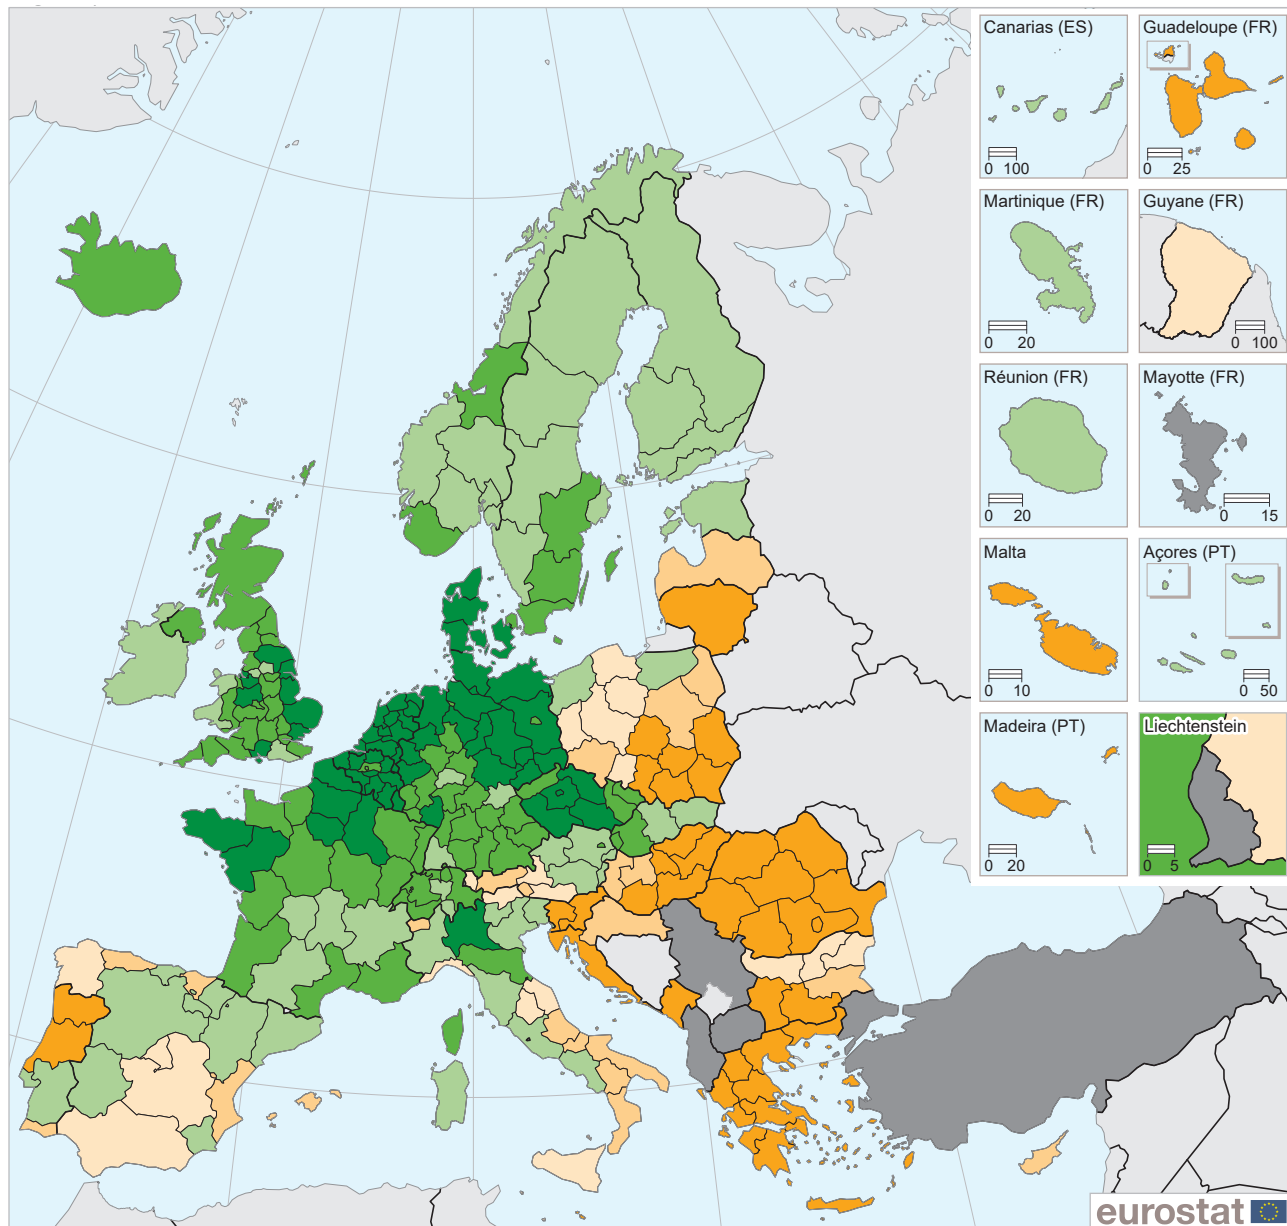 Canarias (ES)
0 100
Guadeloupe (FR)
0 25
Martinique (FR)
0 20
Guyane (FR)
0 100
Réunion (FR)
0 20
Mayotte (FR)
0 15
Malta
0 10
Açores (PT)
0 50
Madeira (PT)
0 20
Liechtenstein
0 5
eurostat